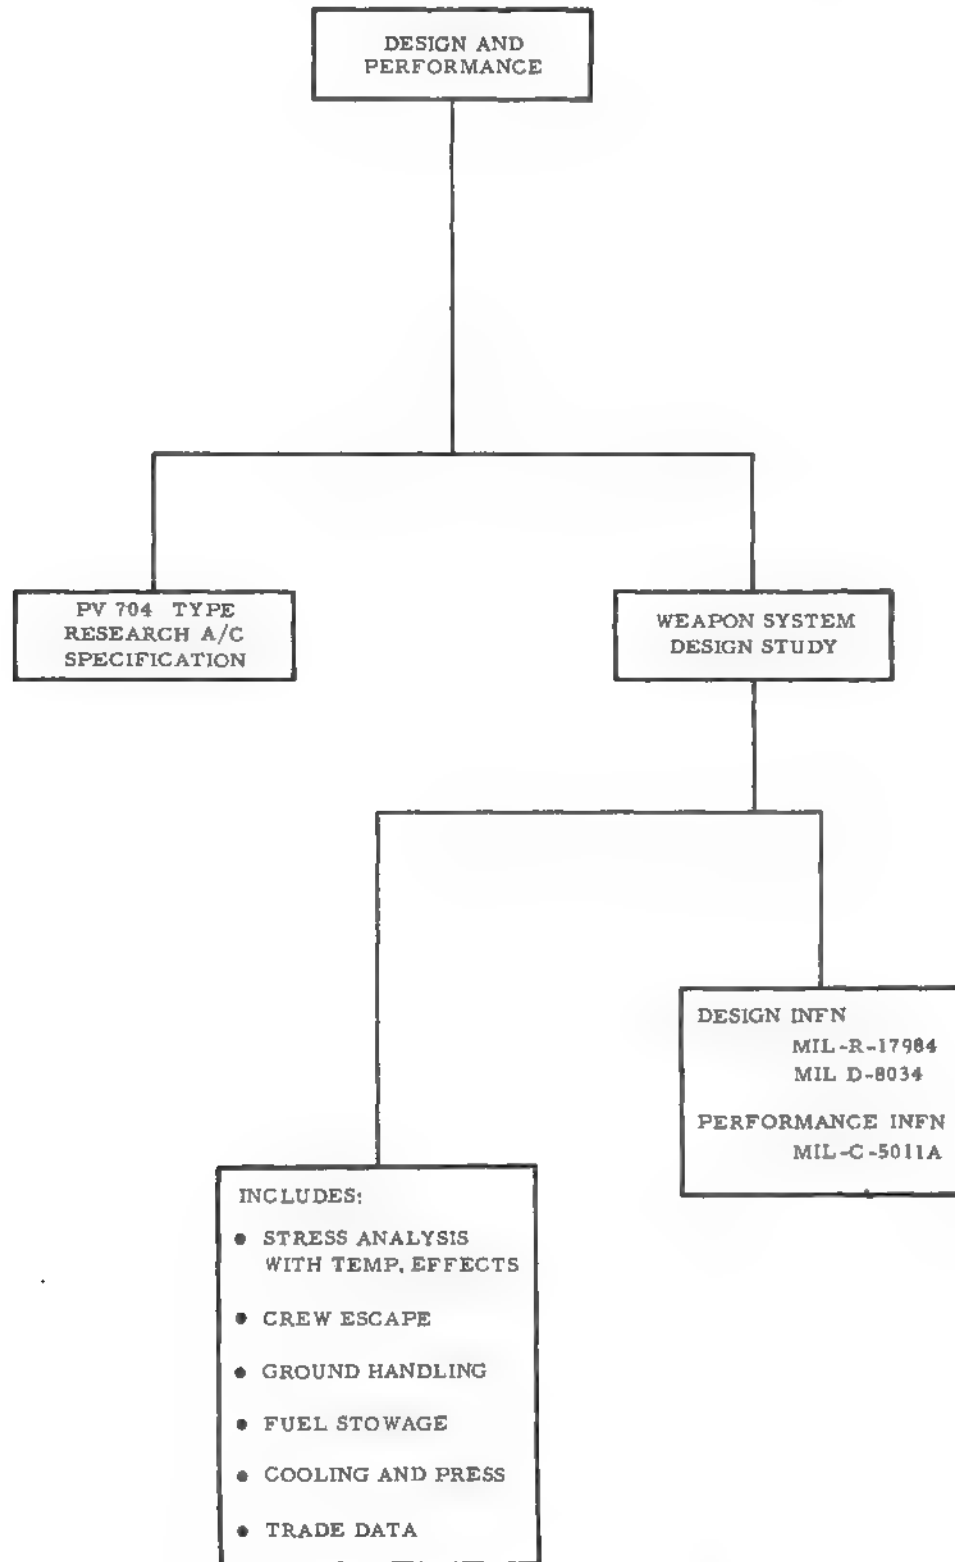 DESIGN AND
PERFORMANCE
PV 704 TYPE
RESEARCH A/C
SPECIFICATION
WEAPON SYSTEM
DESIGN STUDY
DESIGN INFN
MIL-R-17984
MIL D-8034
PERFORMANCE INFN
MIL-C-5011A
INCLUDES:
• STRESS ANALYSIS
WITH TEMP. EFFECTS
• CREW ESCAPE
• GROUND HANDLING
• FUEL STOWAGE
• COOLING AND PRESS
• TRADE DATA